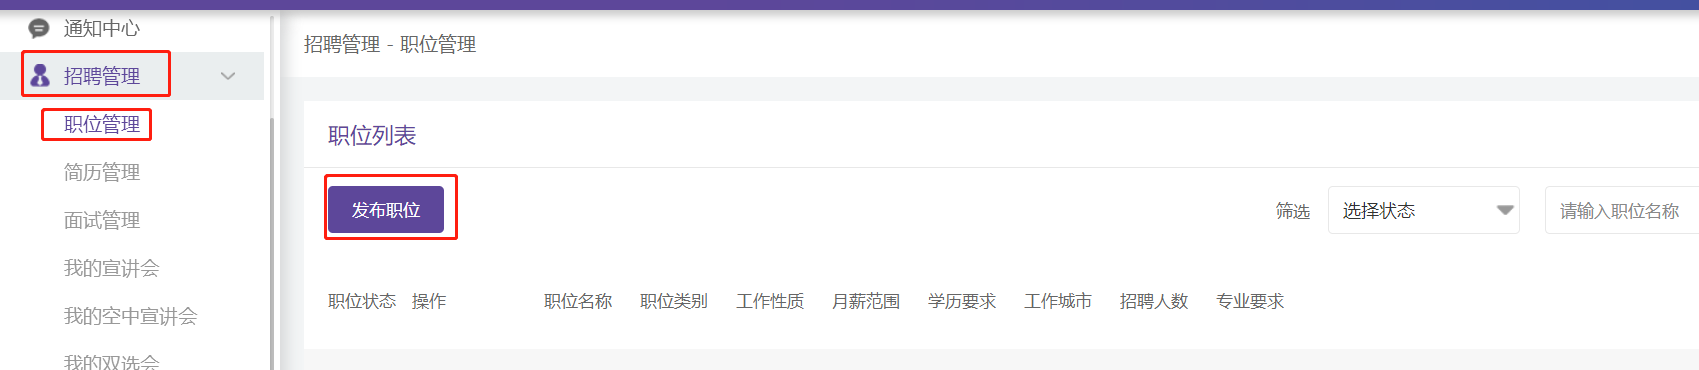 通知中心
招聘管理
职位管理
简历管理
面试管理
我的宣讲会
我的空中宣讲会
我的双选会
招聘管理 - 职位管理
职位列表
发布职位
筛选 选择状态 请输入职位名称
职位状态 操作 职位名称 职位类别 工作性质 月薪范围 学历要求 工作城市 招聘人数 专业要求